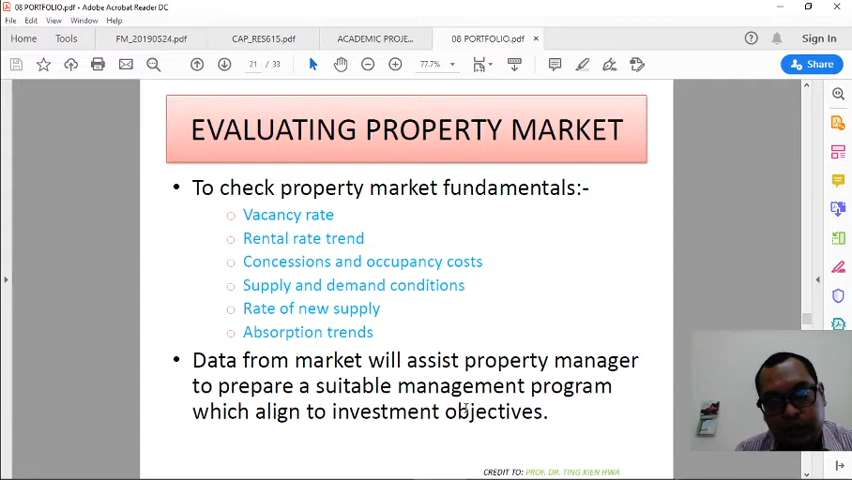 08 PORTFOLIO.pdf - Adobe Acrobat Reader DC
File Edit View Window Help
Home Tools FM_20190524.pdf CAP_RES615.pdf ACADEMIC PROJE... 08 PORTFOLIO.pdf × Sign In
21 / 33 77.7% Share
EVALUATING PROPERTY MARKET
• To check property market fundamentals:-
○ Vacancy rate
○ Rental rate trend
○ Concessions and occupancy costs
○ Supply and demand conditions
○ Rate of new supply
○ Absorption trends
• Data from market will assist property manager
to prepare a suitable management program
which align to investment objectives.
CREDIT TO: PROF. DR. TING KIEN HWA